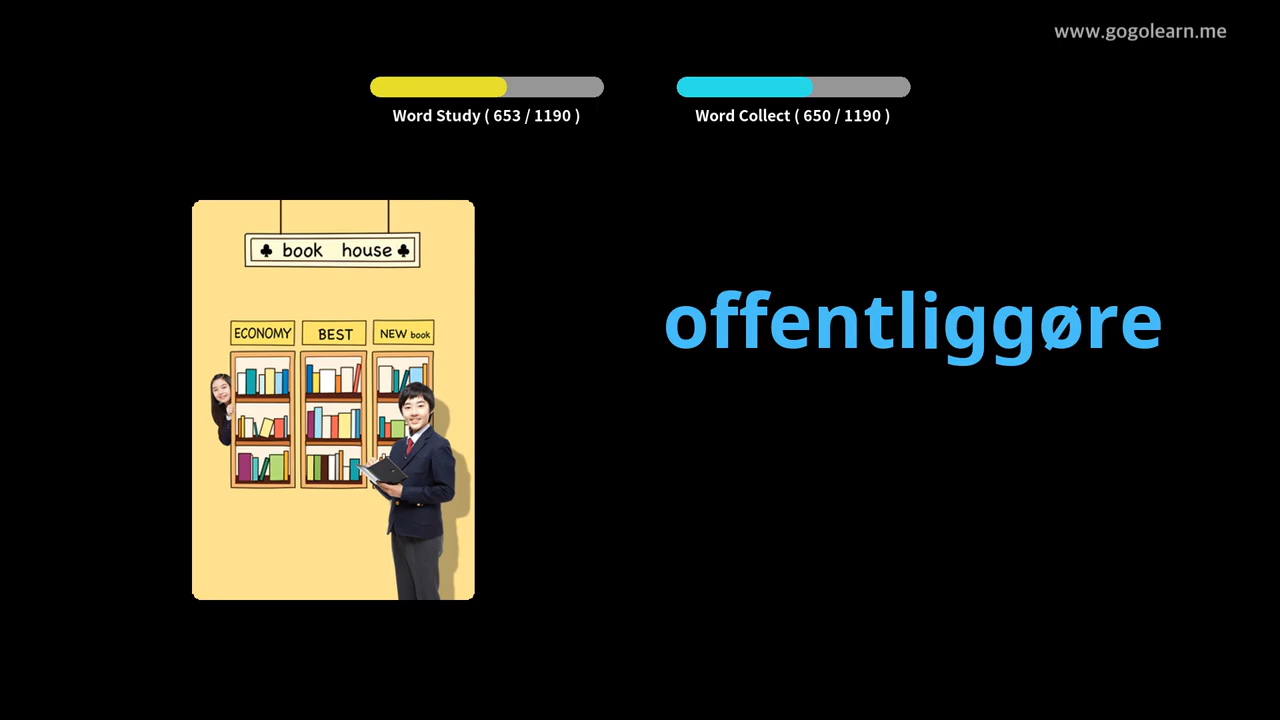 www.gogolearn.me
Word Study ( 653 / 1190 )
Word Collect ( 650 / 1190 )
♣ book house ♣
ECONOMY
BEST
NEW book
offentliggøre